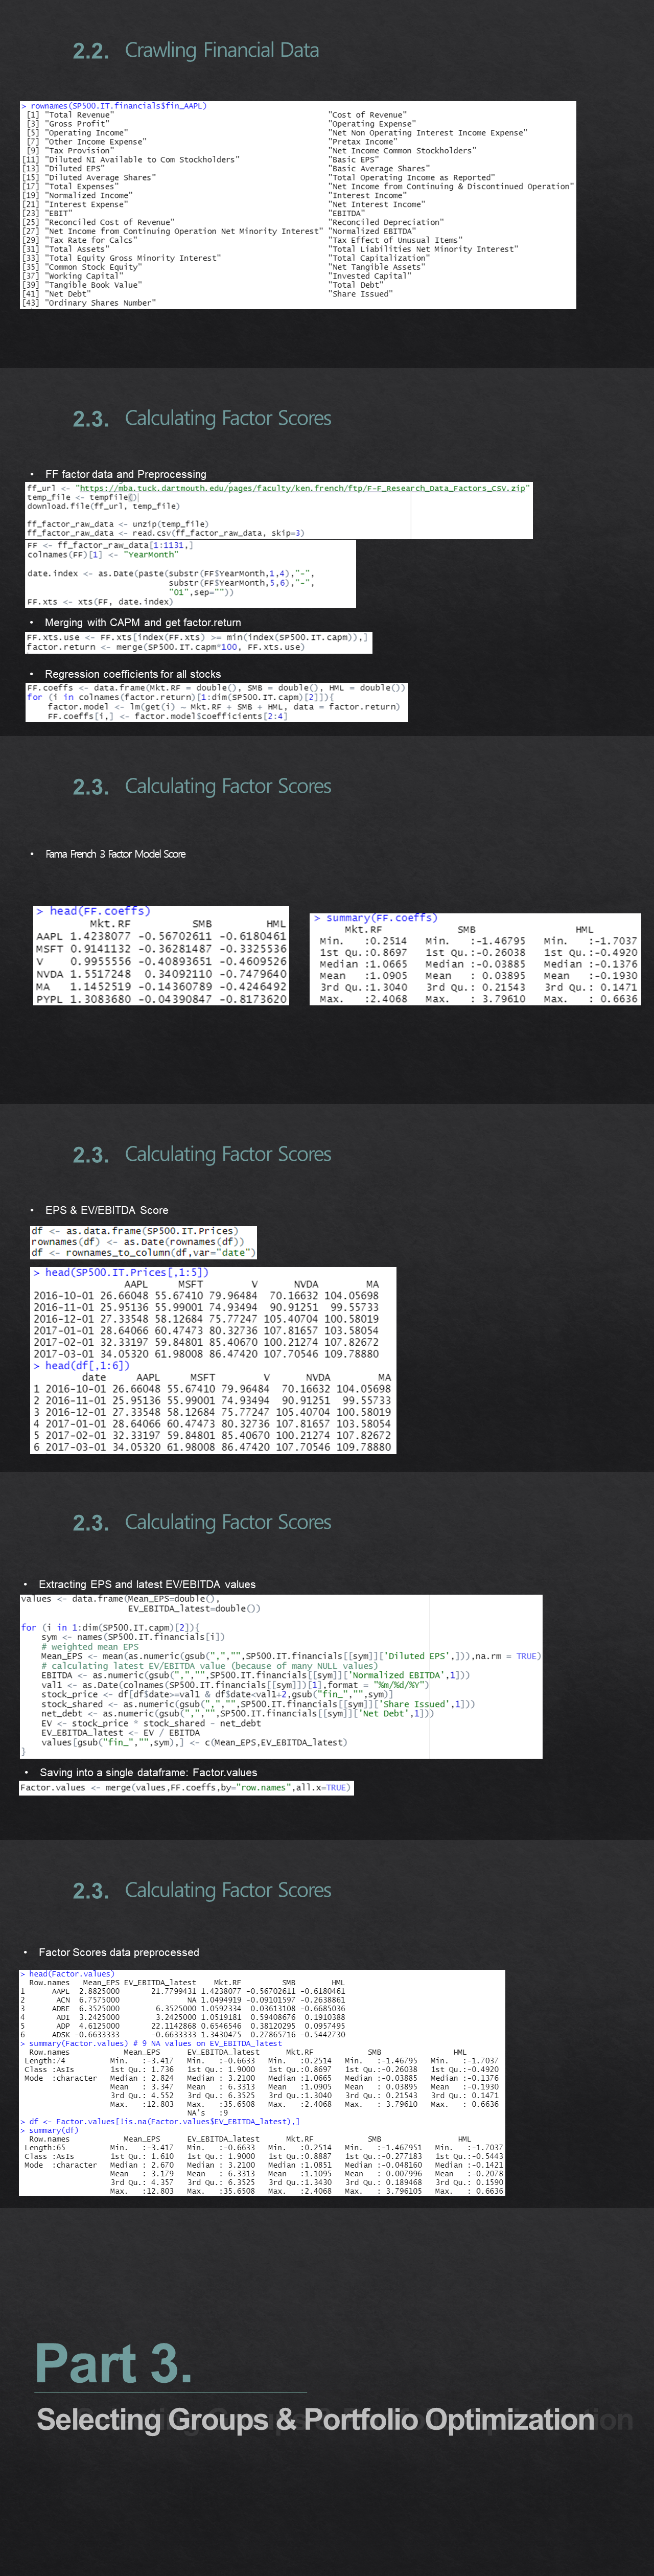 2.2. Crawling Financial Data
> rownames(SP500.IT.financials$fin_AAPL)
[1] "Total Revenue" "Cost of Revenue"
[3] "Gross Profit" "Operating Expense"
[5] "Operating Income" "Net Non Operating Interest Income Expense"
[7] "Other Income Expense" "Pretax Income"
[9] "Tax Provision" "Net Income Common Stockholders"
[11] "Diluted NI Available to Com Stockholders" "Basic EPS"
[13] "Diluted EPS" "Basic Average Shares"
[15] "Diluted Average Shares" "Total Operating Income as Reported"
[17] "Total Expenses" "Net Income from Continuing & Discontinued Operation"
[19] "Normalized Income" "Interest Income"
[21] "Interest Expense" "Net Interest Income"
[23] "EBIT" "EBITDA"
[25] "Reconciled Cost of Revenue" "Reconciled Depreciation"
[27] "Net Income from Continuing Operation Net Minority Interest" "Normalized EBITDA"
[29] "Tax Rate for Calcs" "Tax Effect of Unusual Items"
[31] "Total Assets" "Total Liabilities Net Minority Interest"
[33] "Total Equity Gross Minority Interest" "Total Capitalization"
[35] "Common Stock Equity" "Net Tangible Assets"
[37] "Working Capital" "Invested Capital"
[39] "Tangible Book Value" "Total Debt"
[41] "Net Debt" "Share Issued"
[43] "Ordinary Shares Number"
2.3. Calculating Factor Scores
• FF factor data and Preprocessing
ff_url <- "https://mba.tuck.dartmouth.edu/pages/faculty/ken.french/ftp/F-F_Research_Data_Factors_CSV.zip"
temp_file <- tempfile()
download.file(ff_url, temp_file)
ff_factor_raw_data <- unzip(temp_file)
ff_factor_raw_data <- read.csv(ff_factor_raw_data, skip=3)
FF <- ff_factor_raw_data[1:1131,]
colnames(FF)[1] <- "YearMonth"
date.index <- as.Date(paste(substr(FF$YearMonth,1,4),"-",
substr(FF$YearMonth,5,6),"-",
"01",sep=""))
FF.xts <- xts(FF, date.index)
• Merging with CAPM and get factor.return
FF.xts.use <- FF.xts[index(FF.xts) >= min(index(SP500.IT.capm)),]
factor.return <- merge(SP500.IT.capm*100, FF.xts.use)
• Regression coefficients for all stocks
FF.coeffs <- data.frame(Mkt.RF = double(), SMB = double(), HML = double())
for (i in colnames(factor.return)[1:dim(SP500.IT.capm)[2]]){
factor.model <- lm(get(i) ~ Mkt.RF + SMB + HML, data = factor.return)
FF.coeffs[i,] <- factor.model$coefficients[2:4]
2.3. Calculating Factor Scores
• Fama French 3 Factor Model Score
> head(FF.coeffs)
Mkt.RF SMB HML
AAPL 1.4238077 -0.56702611 -0.6180461
MSFT 0.9141132 -0.36281487 -0.3325536
V 0.9955556 -0.40893651 -0.4609526
NVDA 1.5517248 0.34092110 -0.7479640
MA 1.1452519 -0.14360789 -0.4246492
PYPL 1.3083680 -0.04390847 -0.8173620
> summary(FF.coeffs)
Mkt.RF SMB HML
Min. :0.2514 Min. :-1.46795 Min. :-1.7037
1st Qu.:0.8697 1st Qu.:-0.26038 1st Qu.:-0.4920
Median :1.0665 Median :-0.03885 Median :-0.1376
Mean :1.0905 Mean : 0.03895 Mean :-0.1930
3rd Qu.:1.3040 3rd Qu.: 0.21543 3rd Qu.: 0.1471
Max. :2.4068 Max. : 3.79610 Max. : 0.6636
2.3. Calculating Factor Scores
• EPS & EV/EBITDA Score
df <- as.data.frame(SP500.IT.Prices)
rownames(df) <- as.Date(rownames(df))
df <- rownames_to_column(df,var="date")
> head(SP500.IT.Prices[,1:5])
AAPL MSFT V NVDA MA
2016-10-01 26.66048 55.67410 79.96484 70.16632 104.05698
2016-11-01 25.95136 55.99001 74.93494 90.91251 99.55733
2016-12-01 27.33548 58.12684 75.77247 105.40704 100.58019
2017-01-01 28.64066 60.47473 80.32736 107.81657 103.58054
2017-02-01 32.33197 59.84801 85.40670 100.21274 107.82672
2017-03-01 34.05320 61.98008 86.47420 107.70546 109.78880
> head(df[,1:6])
date AAPL MSFT V NVDA MA
1 2016-10-01 26.66048 55.67410 79.96484 70.16632 104.05698
2 2016-11-01 25.95136 55.99001 74.93494 90.91251 99.55733
3 2016-12-01 27.33548 58.12684 75.77247 105.40704 100.58019
4 2017-01-01 28.64066 60.47473 80.32736 107.81657 103.58054
5 2017-02-01 32.33197 59.84801 85.40670 100.21274 107.82672
6 2017-03-01 34.05320 61.98008 86.47420 107.70546 109.78880
2.3. Calculating Factor Scores
• Extracting EPS and latest EV/EBITDA values
values <- data.frame(Mean_EPS=double(),
EV_EBITDA_latest=double())
for (i in 1:dim(SP500.IT.capm)[2]){
sym <- names(SP500.IT.financials[i])
# weighted mean EPS
Mean_EPS <- mean(as.numeric(gsub(",","",SP500.IT.financials[[sym]]['Diluted EPS',])),na.rm = TRUE)
# calculating latest EV/EBITDA value (because of many NULL values)
EBITDA <- as.numeric(gsub(",","",SP500.IT.financials[[sym]]['Normalized EBITDA',1]))
val1 <- as.Date(colnames(SP500.IT.financials[[sym]])[1],format = "%m/%d/%Y")
stock_price <- df[df$date>=val1 & df$date<val1+2,gsub("fin_","",sym)]
stock_shared <- as.numeric(gsub(",","",SP500.IT.financials[[sym]]['Share Issued',1]))
net_debt <- as.numeric(gsub(",","",SP500.IT.financials[[sym]]['Net Debt',1]))
EV <- stock_price * stock_shared - net_debt
EV_EBITDA_latest <- EV / EBITDA
values[gsub("fin_","",sym),] <- c(Mean_EPS,EV_EBITDA_latest)
}
• Saving into a single dataframe: Factor.values
Factor.values <- merge(values,FF.coeffs,by="row.names",all.x=TRUE)
2.3. Calculating Factor Scores
• Factor Scores data preprocessed
> head(Factor.values)
Row.names Mean_EPS EV_EBITDA_latest Mkt.RF SMB HML
1 AAPL 2.8825000 21.7799431 1.4238077 -0.56702611 -0.6180461
2 ACN 6.7575000 NA 1.0494919 -0.09101597 -0.2638861
3 ADBE 6.3525000 6.3525000 1.0592334 0.03613108 -0.6685036
4 ADI 3.2425000 3.2425000 1.0519181 0.59408676 0.1910388
5 ADP 4.6125000 22.1142868 0.6546546 0.38120295 0.0957495
6 ADSK -0.6633333 -0.6633333 1.3430475 0.27865716 -0.5442730
> summary(Factor.values) # 9 NA values on EV_EBITDA_latest
Row.names Mean_EPS EV_EBITDA_latest Mkt.RF SMB HML
Length:74 Min. :-3.417 Min. :-0.6633 Min. :0.2514 Min. :-1.46795 Min. :-1.7037
Class :AsIs 1st Qu.: 1.736 1st Qu.: 1.9000 1st Qu.:0.8697 1st Qu.:-0.26038 1st Qu.:-0.4920
Mode :character Median : 2.824 Median : 3.2100 Median :1.0665 Median :-0.03885 Median :-0.1376
Mean : 3.347 Mean : 6.3313 Mean :1.0905 Mean : 0.03895 Mean :-0.1930
3rd Qu.: 4.552 3rd Qu.: 6.3525 3rd Qu.:1.3040 3rd Qu.: 0.21543 3rd Qu.: 0.1471
Max. :12.803 Max. :35.6508 Max. :2.4068 Max. : 3.79610 Max. : 0.6636
NA's :9
> df <- Factor.values[!is.na(Factor.values$EV_EBITDA_latest),]
> summary(df)
Row.names Mean_EPS EV_EBITDA_latest Mkt.RF SMB HML
Length:65 Min. :-3.417 Min. :-0.6633 Min. :0.2514 Min. :-1.467951 Min. :-1.7037
Class :AsIs 1st Qu.: 1.610 1st Qu.: 1.9000 1st Qu.:0.8887 1st Qu.:-0.277183 1st Qu.:-0.5443
Mode :character Median : 2.670 Median : 3.2100 Median :1.0851 Median :-0.048160 Median :-0.1421
Mean : 3.179 Mean : 6.3313 Mean :1.1095 Mean : 0.007996 Mean :-0.2078
3rd Qu.: 4.357 3rd Qu.: 6.3525 3rd Qu.:1.3430 3rd Qu.: 0.189468 3rd Qu.: 0.1590
Max. :12.803 Max. :35.6508 Max. :2.4068 Max. : 3.796105 Max. : 0.6636
Part 3.
Selecting Groups & Portfolio Optimization